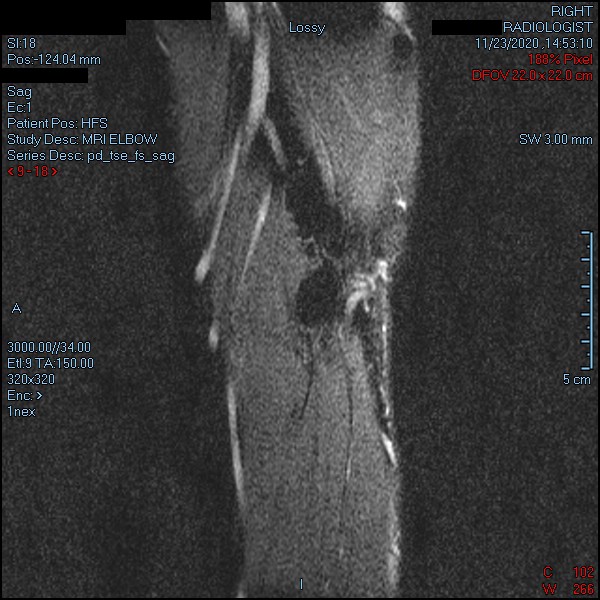 Lossy
RIGHT
RADIOLOGIST
11/23/2020 ,14:53:10
188% Pixel
DFOV 22.0 x 22.0 cm
SI:18
Pos:-124.04 mm
Sag
Ec:1
Patient Pos: HFS
Study Desc: MRI ELBOW
Series Desc: pd_tse_fs_sag
< 9 - 18 >
SW 3.00 mm
A
3000.00//34.00
Etl:9 TA:150.00
320x320
Enc: >
1nex
5 cm
I
C 102
W 266